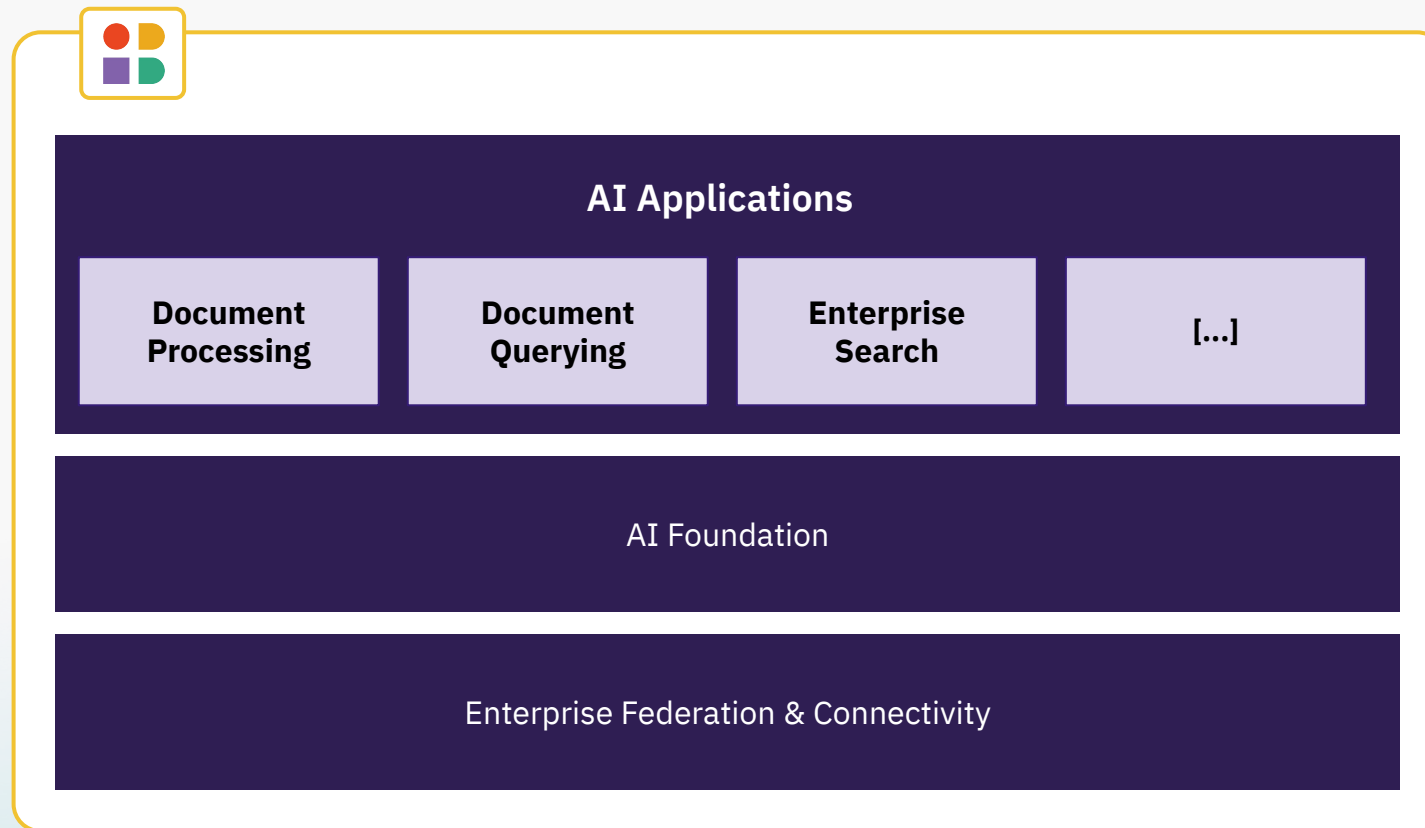 AI Applications
Document
Processing
Document
Querying
Enterprise
Search
[...]
AI Foundation
Enterprise Federation & Connectivity